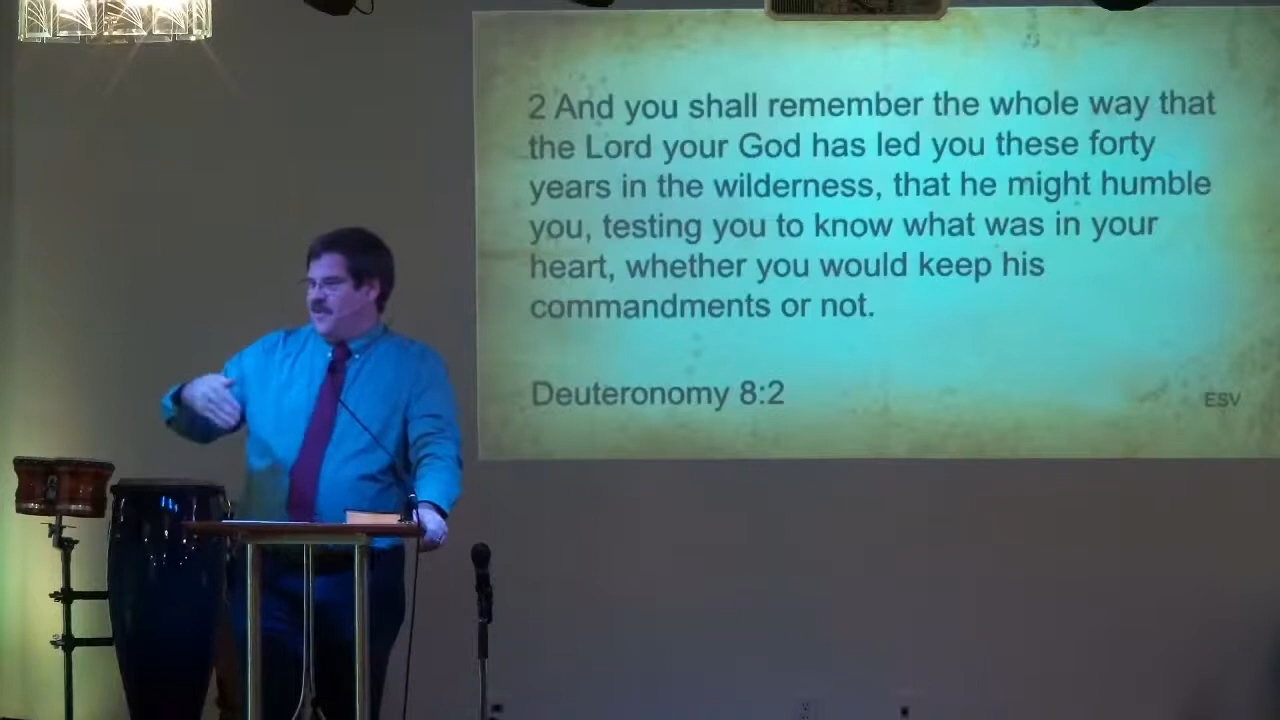 2 And you shall remember the whole way that
the Lord your God has led you these forty
years in the wilderness, that he might humble
you, testing you to know what was in your
heart, whether you would keep his
commandments or not.
Deuteronomy 8:2
ESV